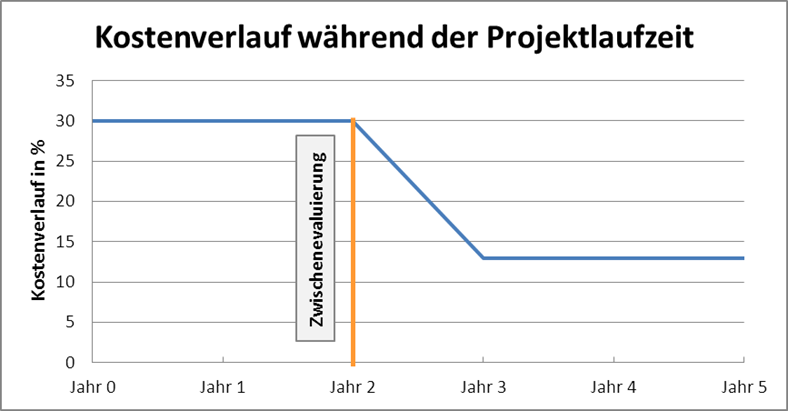 Kostenverlauf während der Projektlaufzeit
Kostenverlauf in %
35
30
25
20
15
10
5
0
Zwischenevaluierung
Jahr 0 Jahr 1 Jahr 2 Jahr 3 Jahr 4 Jahr 5